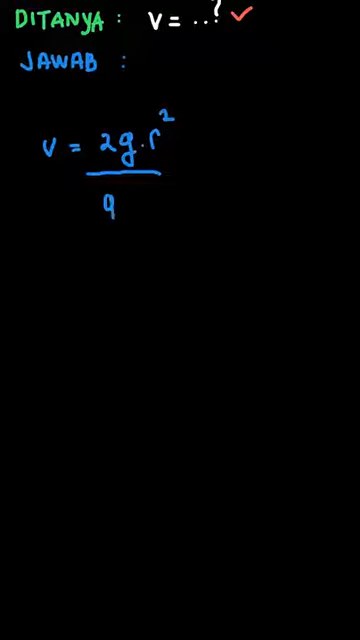 DITANYA : v = ..?
JAWAB :
v = 2g.r²
9